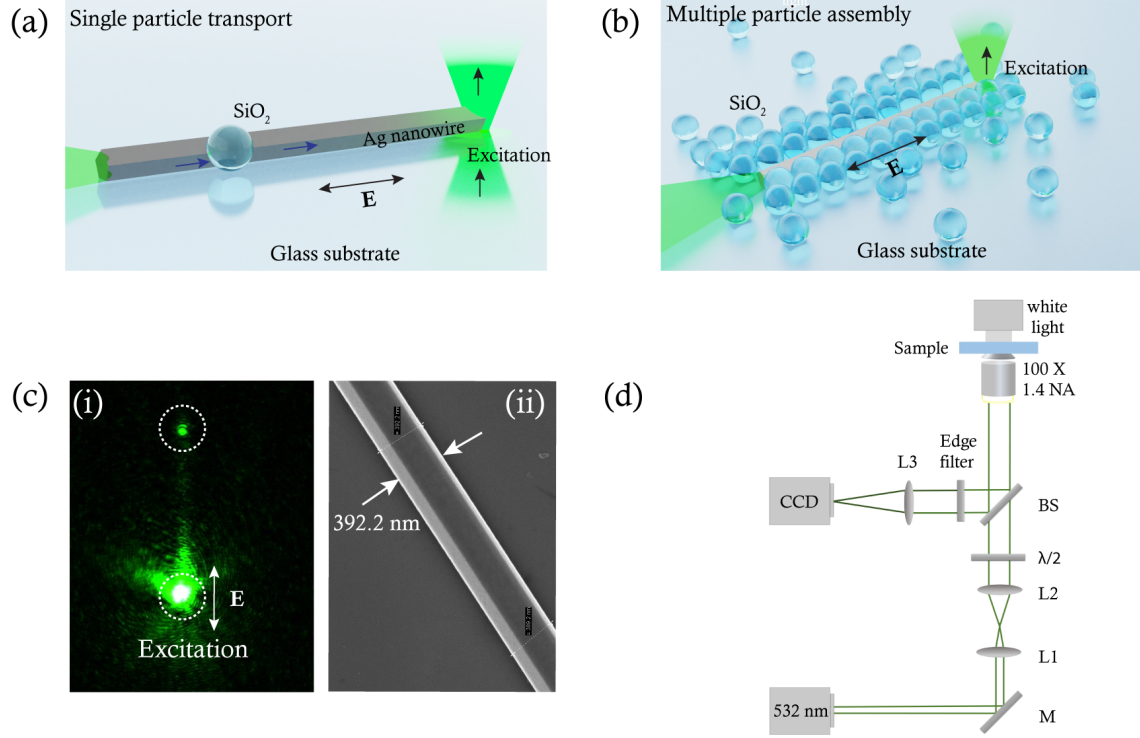 (a)
Single particle transport
SiO2
Ag nanowire
Excitation
E
Glass substrate
(b)
Multiple particle assembly
Excitation
SiO2
E
Glass substrate
(c)
(i)
E
Excitation
(ii)
392.2 nm
(d)
white
light
Sample
100 X
1.4 NA
Edge
filter
L3
CCD
BS
λ/2
L2
L1
532 nm
M